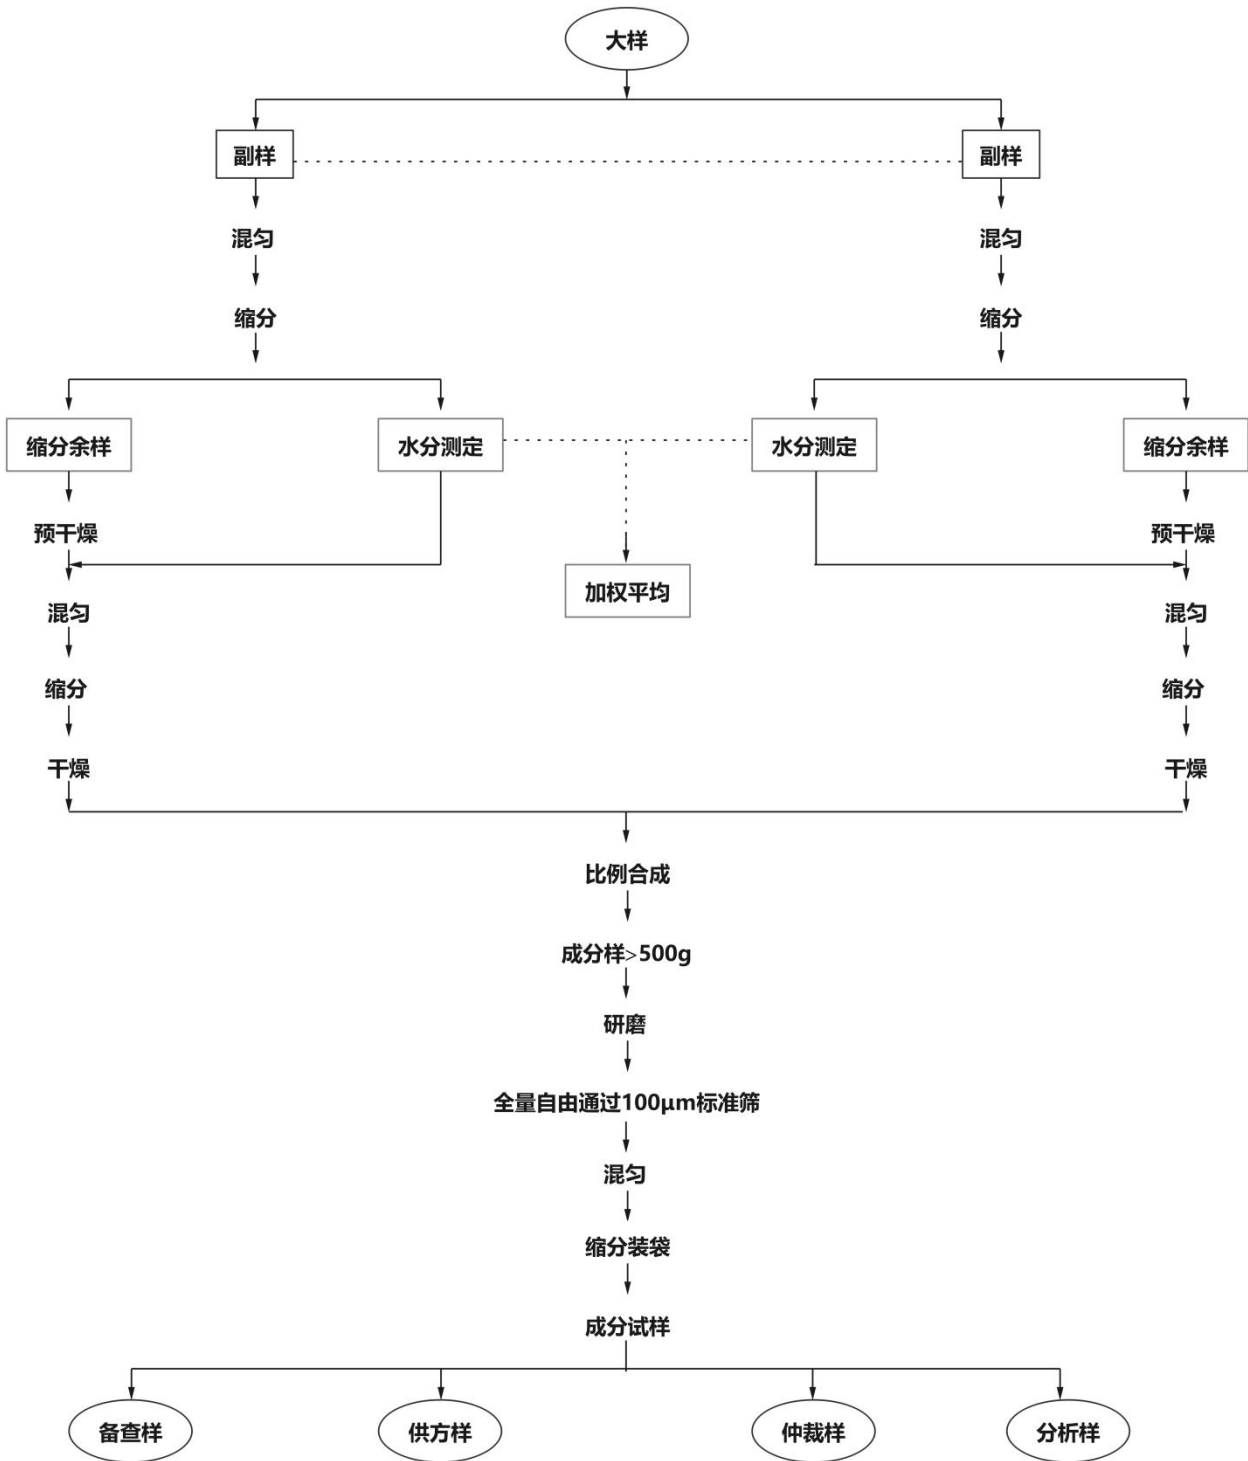 大样
副样
副样
混匀
混匀
缩分
缩分
缩分余样
水分测定
水分测定
缩分余样
预干燥
预干燥
加权平均
混匀
混匀
缩分
缩分
干燥
干燥
比例合成
成分样>500g
研磨
全量自由通过100μm标准筛
混匀
缩分装袋
成分试样
备查样
供方样
仲裁样
分析样